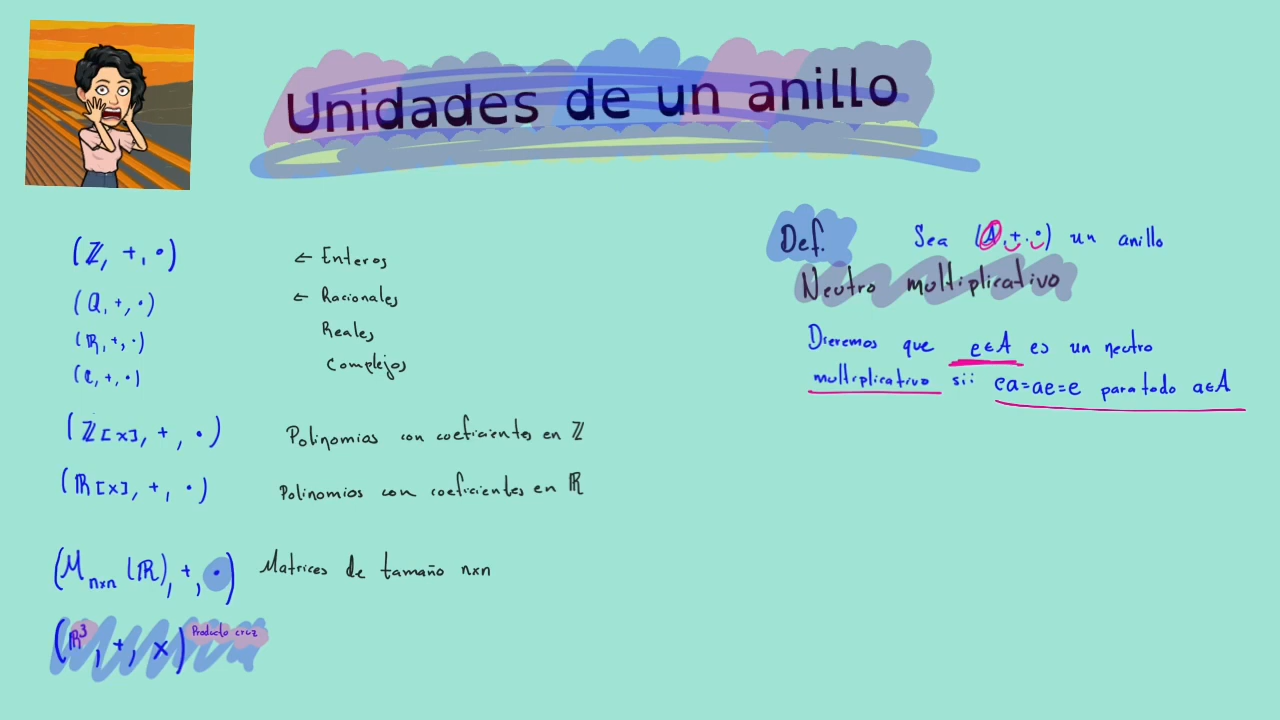 Unidades de un anillo
(ℤ, +, ·) ← Enteros
(ℚ, +, ·) ← Racionales
(ℝ, +, ·) Reales
(ℂ, +, ·) Complejos
(ℤ[x], +, ·) Polinomios con coeficientes en ℤ
(ℝ[x], +, ·) Polinomios con coeficientes en ℝ
(M_{n×n}(ℝ), +, ·) Matrices de tamaño n×n
(ℝ³, +, ×) Producto cruz
Def. Sea (A, +, ·) un anillo
Neutro multiplicativo
Diremos que e∈A es un neutro
multiplicativo si: ea=ae=e para todo a∈A